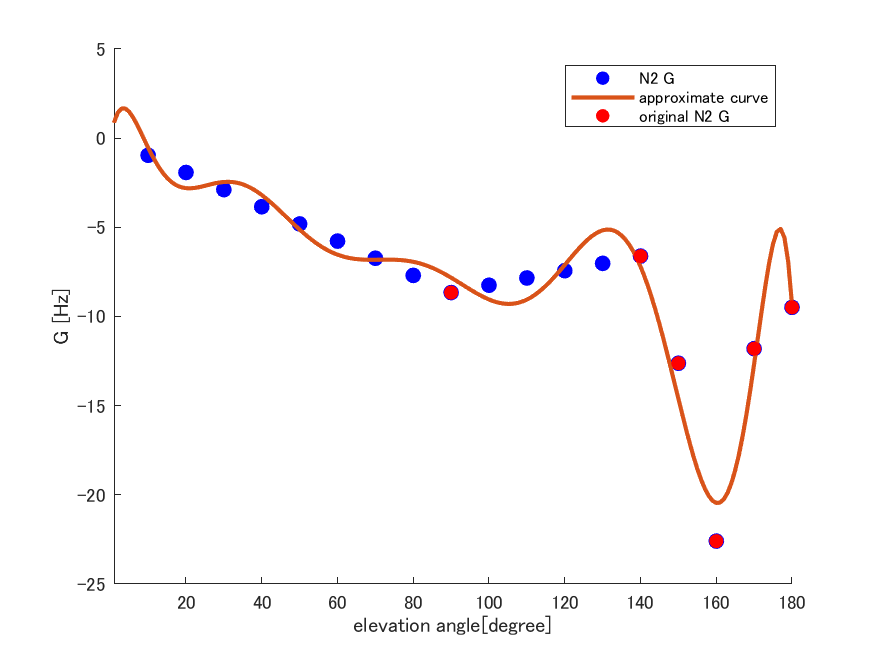 5
0
−5
−10
−15
−20
−25
G [Hz]
20 40 60 80 100 120 140 160 180
elevation angle[degree]
N2 G
approximate curve
original N2 G